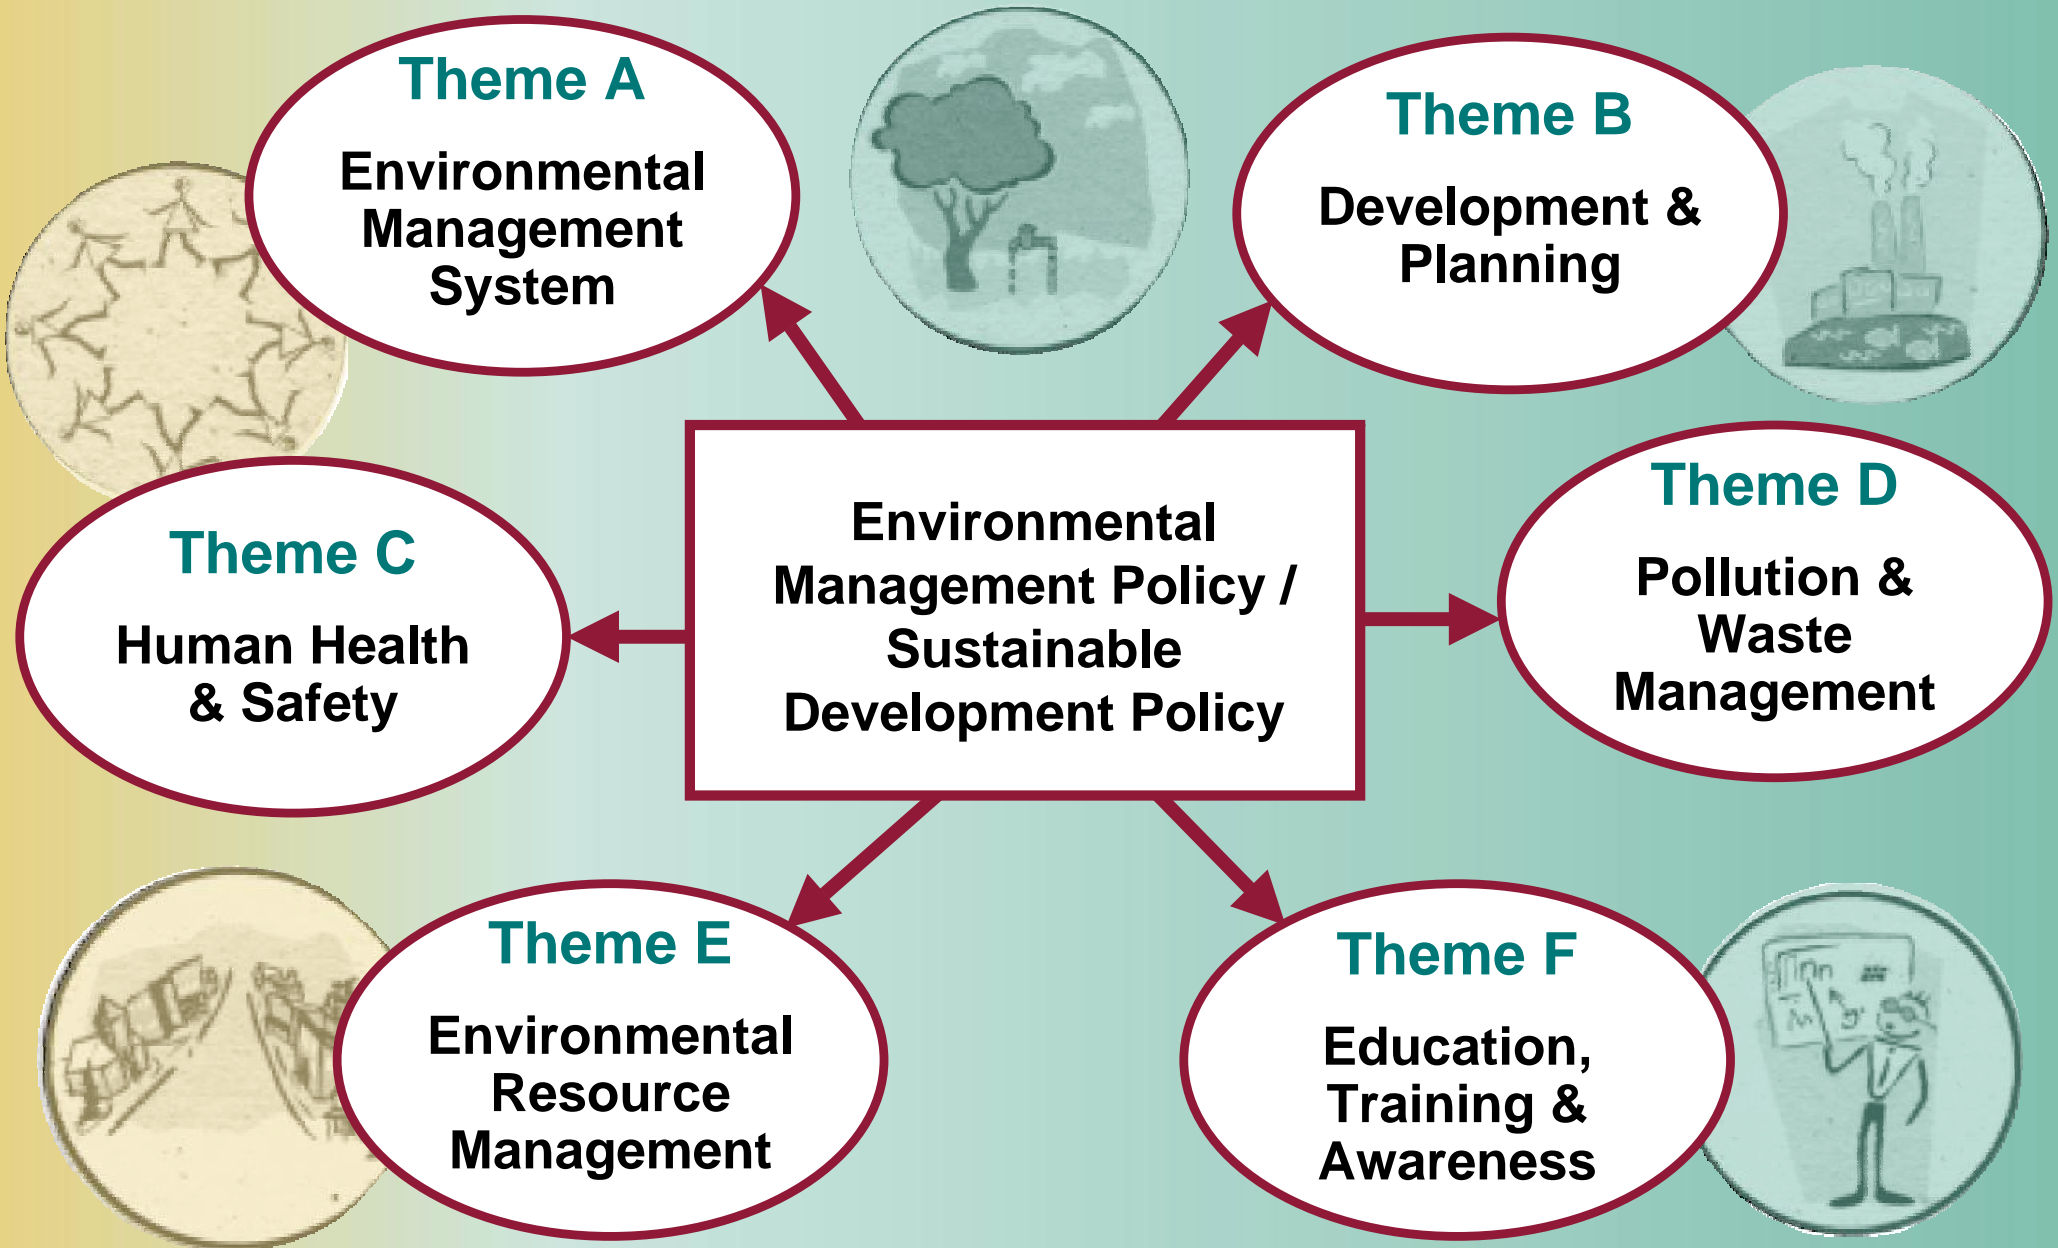 Theme A
Environmental
Management
System
Theme B
Development &
Planning
Theme C
Human Health
& Safety
Environmental
Management Policy /
Sustainable
Development Policy
Theme D
Pollution &
Waste
Management
Theme E
Environmental
Resource
Management
Theme F
Education,
Training &
Awareness